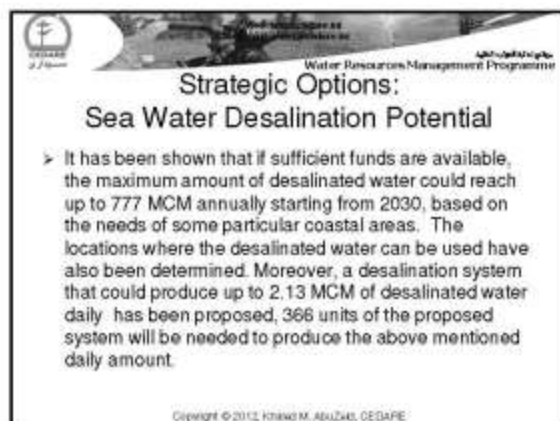 CEDARE
Water Resources Management Programme
Strategic Options:
Sea Water Desalination Potential
➢ It has been shown that if sufficient funds are available,
the maximum amount of desalinated water could reach
up to 777 MCM annually starting from 2030, based on
the needs of some particular coastal areas. The
locations where the desalinated water can be used have
also been determined. Moreover, a desalination system
that could produce up to 2.13 MCM of desalinated water
daily has been proposed, 366 units of the proposed
system will be needed to produce the above mentioned
daily amount.
Copyright © 2012, Khaled M. AbuZeid, CEDARE